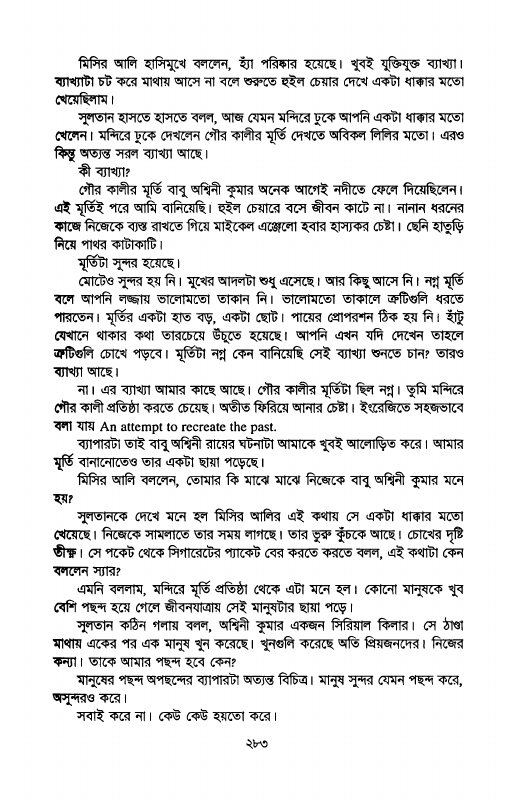 মিসির আলি হাসিমুখে বললেন, হ্যাঁ পরিষ্কার হয়েছে। খুবই যুক্তিযুক্ত ব্যাখ্যা।
ব্যাখ্যাটা চট করে মাথায় আসে না বলে শুরুতে হুইল চেয়ার দেখে একটা ধাক্কার মতো
খেয়েছিলাম।
সুলতান হাসতে হাসতে বলল, আজ যেমন মন্দিরে ঢুকে আপনি একটা ধাক্কার মতো
খেলেন। মন্দিরে ঢুকে দেখলেন গৌর কালীর মূর্তি দেখতে অবিকল লিলির মতো। এরও
কিন্তু অত্যন্ত সরল ব্যাখ্যা আছে।
কী ব্যাখ্যা?
গৌর কালীর মূর্তি বাবু অশ্বিনী কুমার অনেক আগেই নদীতে ফেলে দিয়েছিলেন।
এই মূর্তিই পরে আমি বানিয়েছি। হুইল চেয়ারে বসে জীবন কাটে না। নানান ধরনের
কাজে নিজেকে ব্যস্ত রাখতে গিয়ে মাইকেল এঞ্জেলো হবার হাস্যকর চেষ্টা। ছেনি হাতুড়ি
নিয়ে পাথর কাটাকাটি।
মূর্তিটা সুন্দর হয়েছে।
মোটেও সুন্দর হয় নি। মুখের আদলটা শুধু এসেছে। আর কিছু আসে নি। নগ্ন মূর্তি
বলে আপনি লজ্জায় ভালোমতো তাকান নি। ভালোমতো তাকালে ত্রুটিগুলি ধরতে
পারতেন। মূর্তির একটা হাত বড়, একটা ছোট। পায়ের প্রোপরশন ঠিক হয় নি। হাঁটু
যেখানে থাকার কথা তারচেয়ে উঁচুতে হয়েছে। আপনি এখন যদি দেখেন তাহলে
ত্রুটিগুলি চোখে পড়বে। মূর্তিটা নগ্ন কেন বানিয়েছি সেই ব্যাখ্যা শুনতে চান? তারও
ব্যাখ্যা আছে।
না। এর ব্যাখ্যা আমার কাছে আছে। গৌর কালীর মূর্তিটা ছিল নগ্ন। তুমি মন্দিরে
গৌর কালী প্রতিষ্ঠা করতে চেয়েছ। অতীত ফিরিয়ে আনার চেষ্টা। ইংরেজিতে সহজভাবে
বলা যায় An attempt to recreate the past.
ব্যাপারটা তাই বাবু অশ্বিনী রায়ের ঘটনাটা আমাকে খুবই আলোড়িত করে। আমার
মূর্তি বানানোতেও তার একটা ছায়া পড়েছে।
মিসির আলি বললেন, তোমার কি মাঝে মাঝে নিজেকে বাবু অশ্বিনী কুমার মনে
হয়?
সুলতানকে দেখে মনে হল মিসির আলির এই কথায় সে একটা ধাক্কার মতো
খেয়েছে। নিজেকে সামলাতে তার সময় লাগছে। তার ভুরু কুঁচকে আছে। চোখের দৃষ্টি
তীক্ষ্ণ। সে পকেট থেকে সিগারেটের প্যাকেট বের করতে করতে বলল, এই কথাটা কেন
বললেন স্যার?
এমনি বললাম, মন্দিরে মূর্তি প্রতিষ্ঠা থেকে এটা মনে হল। কোনো মানুষকে খুব
বেশি পছন্দ হয়ে গেলে জীবনযাত্রায় সেই মানুষটার ছায়া পড়ে।
সুলতান কঠিন গলায় বলল, অশ্বিনী কুমার একজন সিরিয়াল কিলার। সে ঠাণ্ডা
মাথায় একের পর এক মানুষ খুন করেছে। খুনগুলি করেছে অতি প্রিয়জনদের। নিজের
কন্যা। তাকে আমার পছন্দ হবে কেন?
মানুষের পছন্দ অপছন্দের ব্যাপারটা অত্যন্ত বিচিত্র। মানুষ সুন্দর যেমন পছন্দ করে,
অসুন্দরও করে।
সবাই করে না। কেউ কেউ হয়তো করে।
২৮৩